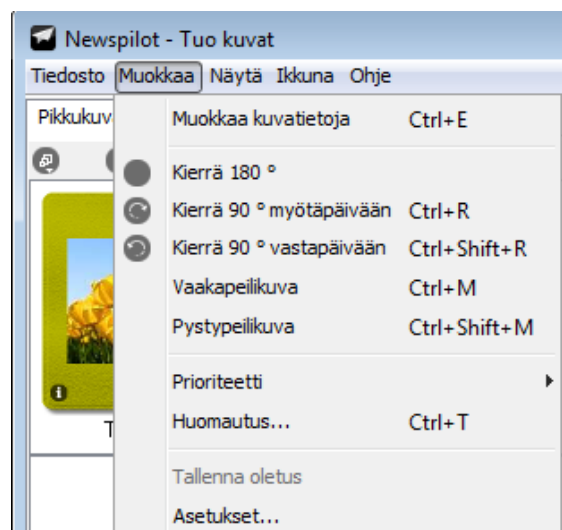 Newspilot - Tuo kuvat
Tiedosto Muokkaa Näytä Ikkuna Ohje
Pikkukuv
Muokkaa kuvatietoja Ctrl+E
Kierrä 180 °
Kierrä 90 ° myötäpäivään Ctrl+R
Kierrä 90 ° vastapäivään Ctrl+Shift+R
Vaakapeilikuva Ctrl+M
Pystypeilikuva Ctrl+Shift+M
Prioriteetti
Huomautus... Ctrl+T
T
Tallenna oletus
Asetukset...